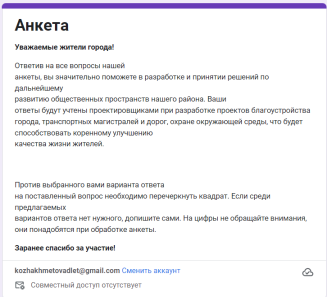 Анкета
Уважаемые жители города!
Ответив на все вопросы нашей
анкеты, вы значительно поможете в разработке и принятии решений по
дальнейшему
развитию общественных пространств нашего района. Ваши
ответы будут учтены проектировщиками при разработке проектов благоустройства
города, транспортных магистралей и дорог, охране окружающей среды, что будет
способствовать коренному улучшению
качества жизни жителей.
Против выбранного вами варианта ответа
на поставленный вопрос необходимо перечеркнуть квадрат. Если среди
предлагаемых
вариантов ответа нет нужного, допишите сами. На цифры не обращайте внимания,
они понадобятся при обработке анкеты.
Заранее спасибо за участие!
kozhakhmetovadlet@gmail.com Сменить аккаунт
Совместный доступ отсутствует